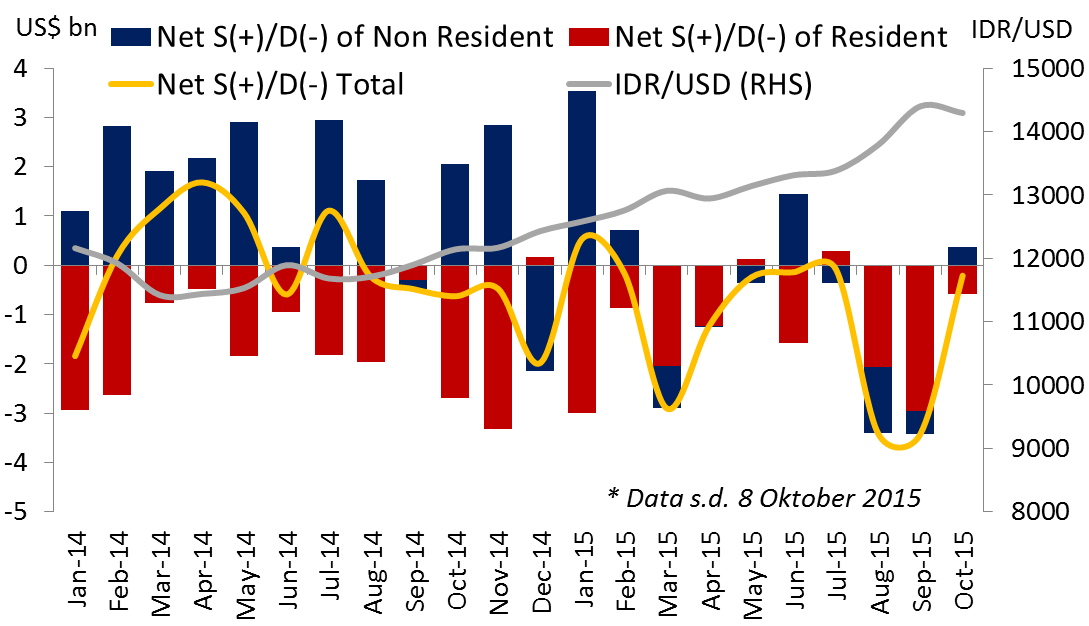 US$ bn
Net S(+)/D(-) of Non Resident
Net S(+)/D(-) of Resident
IDR/USD
Net S(+)/D(-) Total
IDR/USD (RHS)
4
3
2
1
0
-1
-2
-3
-4
-5
15000
14000
13000
12000
11000
10000
9000
8000
* Data s.d. 8 Oktober 2015
Jan-14
Feb-14
Mar-14
Apr-14
May-14
Jun-14
Jul-14
Aug-14
Sep-14
Oct-14
Nov-14
Dec-14
Jan-15
Feb-15
Mar-15
Apr-15
May-15
Jun-15
Jul-15
Aug-15
Sep-15
Oct-15